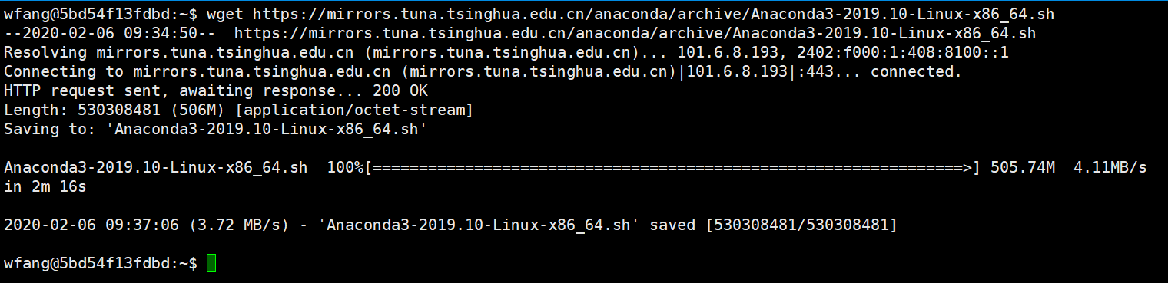 wfang@5bd54f13fdbd:~$ wget https://mirrors.tuna.tsinghua.edu.cn/anaconda/archive/Anaconda3-2019.10-Linux-x86_64.sh
--2020-02-06 09:34:50--  https://mirrors.tuna.tsinghua.edu.cn/anaconda/archive/Anaconda3-2019.10-Linux-x86_64.sh
Resolving mirrors.tuna.tsinghua.edu.cn (mirrors.tuna.tsinghua.edu.cn)... 101.6.8.193, 2402:f000:1:408:8100::1
Connecting to mirrors.tuna.tsinghua.edu.cn (mirrors.tuna.tsinghua.edu.cn)|101.6.8.193|:443... connected.
HTTP request sent, awaiting response... 200 OK
Length: 530308481 (506M) [application/octet-stream]
Saving to: 'Anaconda3-2019.10-Linux-x86_64.sh'
Anaconda3-2019.10-Linux-x86_64.sh  100%[================================================================>] 505.74M  4.11MB/s
in 2m 16s
2020-02-06 09:37:06 (3.72 MB/s) - 'Anaconda3-2019.10-Linux-x86_64.sh' saved [530308481/530308481]
wfang@5bd54f13fdbd:~$